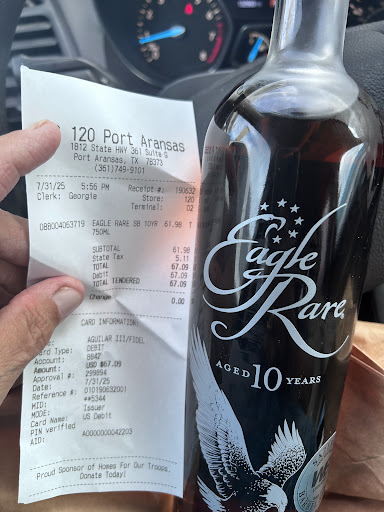 120 Port Aransas
1812 State HWY 361 Suite G
Port Aransas, TX 78373
(361)749-9101
7/31/25 5:56 PM Receipt #: 190632
Clerk: Georgie Store: 120
Terminal: 02
088004063719 EAGLE RARE SB 10YR 61.98 T
750ML
SUBTOTAL 61.98
State Tax 5.11
TOTAL 67.09
Debit 67.09
TOTAL TENDERED 67.09
Change 0.00
CARD INFORMATION
AGUILAR III/FIDEL
Card Type: DEBIT
Account: 8642
Amount: USD $67.09
Approval #: 299894
Date: 7/31/25
Reference #: 010190632001
MID: **5344
MODE: Issuer
Card Name: US Debit
PIN verified
AID: A0000000042203
Proud Sponsor of Homes For Our Troops.
Donate Today!
Eagle
Rare
AGED 10 YEARS